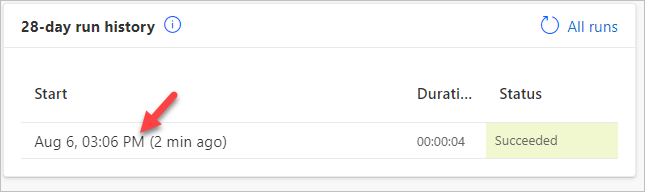 28-day run history All runs
Start Durati... Status
Aug 6, 03:06 PM (2 min ago) 00:00:04 Succeeded